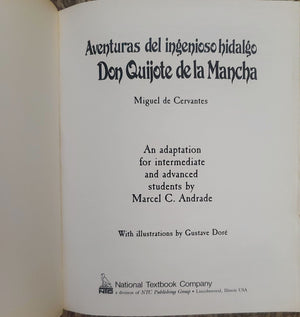 Aventuras del ingenioso hidalgo
Don Quijote de la Mancha
Miguel de Cervantes
An adaptation
for intermediate
and advanced
students by
Marcel C. Andrade
With illustrations by Gustave Doré
NTC
National Textbook Company
a division of NTC Publishing Group • Lincolnwood, Illinois USA